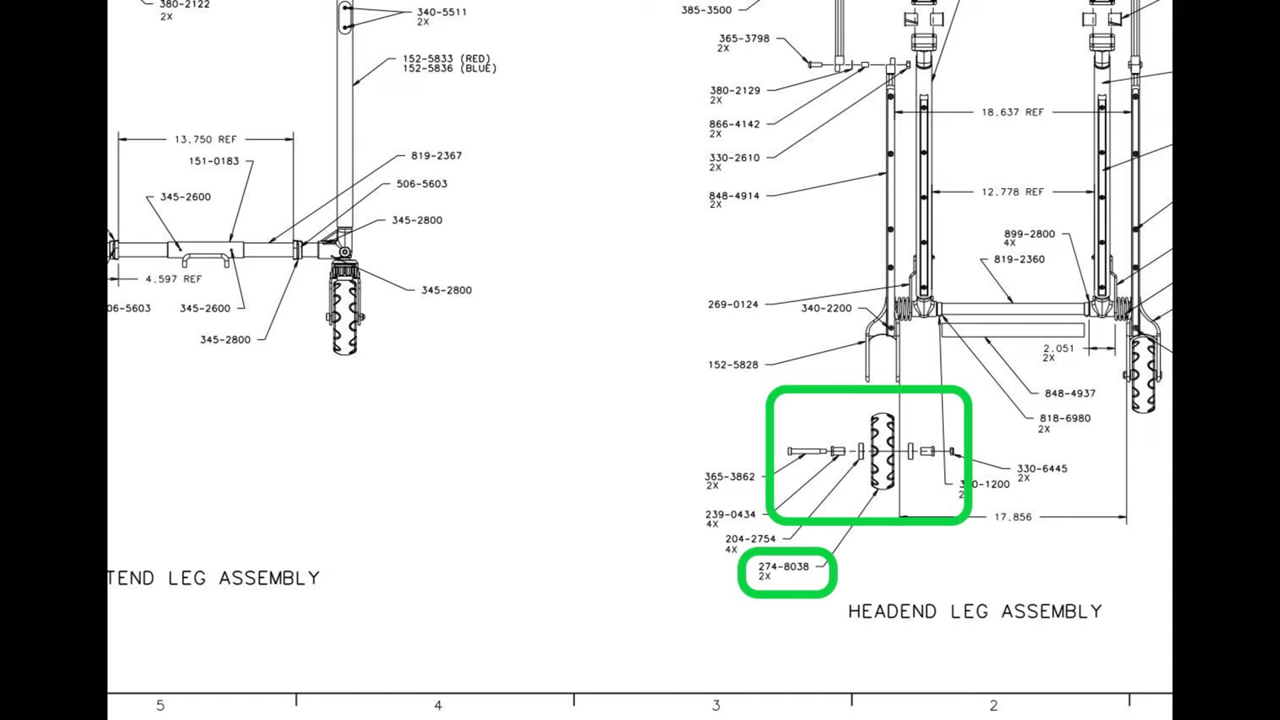 380-2122
2X
340-5511
2X
152-5833 (RED)
152-5836 (BLUE)
13.750 REF
151-0183
819-2367
506-5603
345-2600
345-2800
4.597 REF
345-2800
06-5603
345-2600
345-2800
TEND LEG ASSEMBLY
385-3500
365-3798
2X
380-2129
2X
866-4142
2X
330-2610
2X
848-4914
2X
18.637 REF
12.778 REF
899-2800
4X
819-2360
269-0124
340-2200
152-5828
2.051
2X
848-4937
818-6980
2X
330-6445
2X
365-3862
2X
239-0434
4X
204-2754
4X
17.856
274-8038
2X
HEADEND LEG ASSEMBLY
5
4
3
2